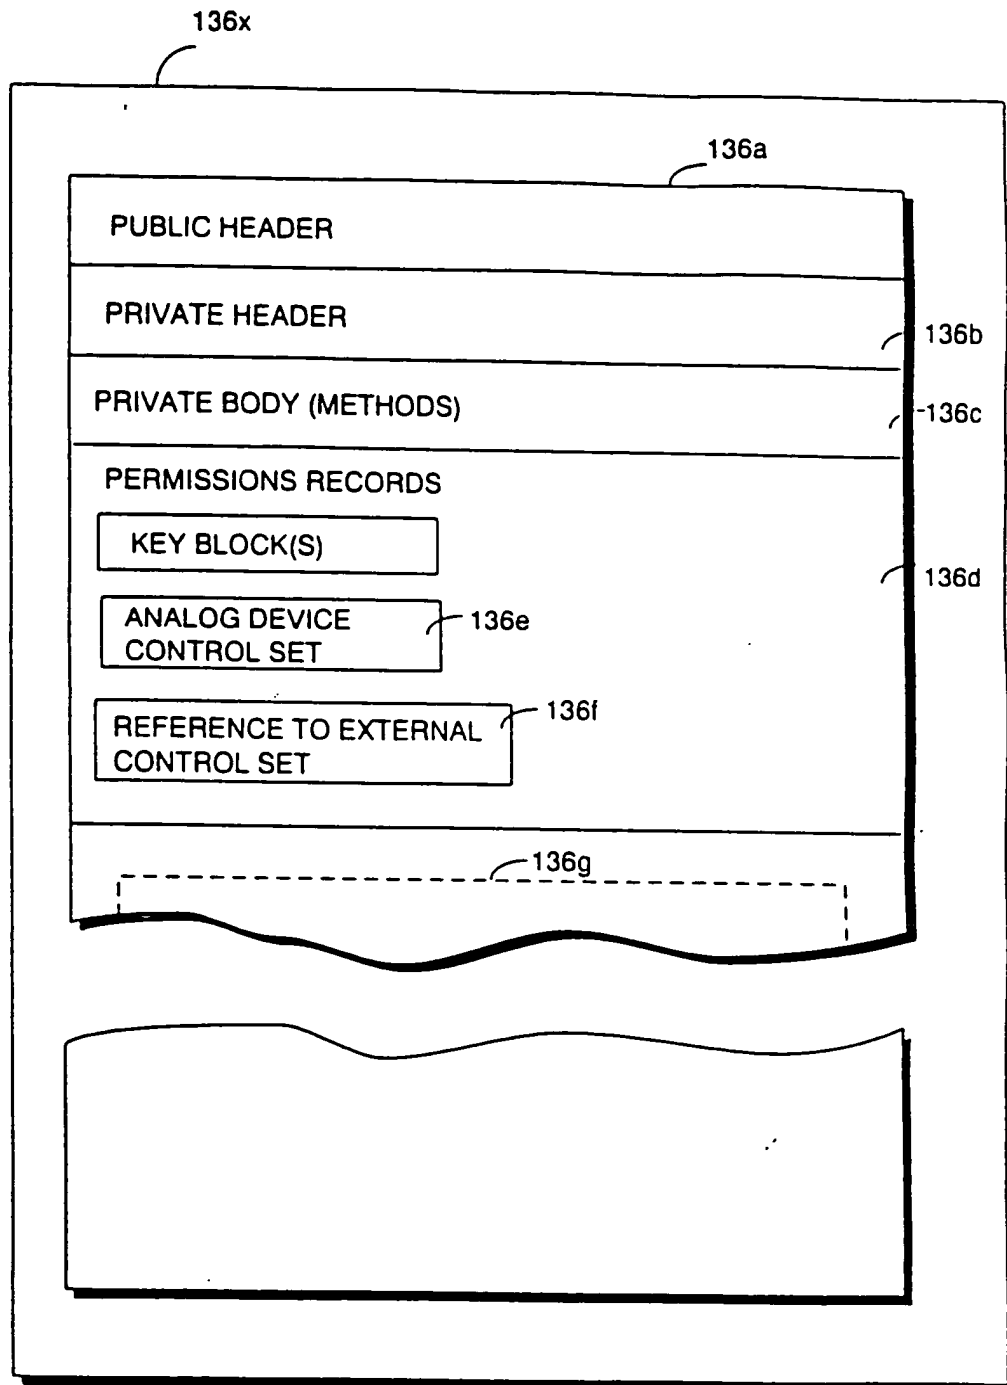 136x
136a
PUBLIC HEADER
PRIVATE HEADER
136b
PRIVATE BODY (METHODS)
136c
PERMISSIONS RECORDS
KEY BLOCK(S)
136d
ANALOG DEVICE
CONTROL SET
136e
136f
REFERENCE TO EXTERNAL
CONTROL SET
136g